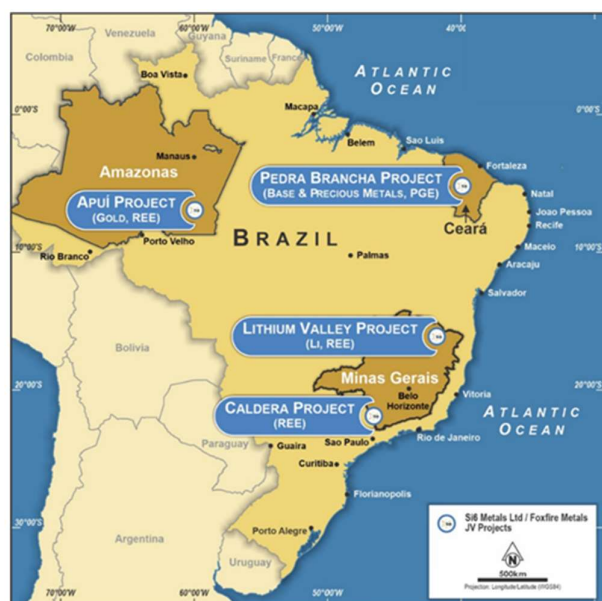 70°00'W
60°00'W
50°00'W
40°00'W
Venezuela
Guyana
Colombia
Suriname
France
Boa Vista
ATLANTIC
OCEAN
0°00'S
Macapa
Belem
Sao Luis
Fortaleza
Manaus
Amazonas
PEDRA BRANCHA PROJECT
(BASE & PRECIOUS METALS, PGE)
APUÍ PROJECT
(GOLD, REE)
Natal
Joao Pessoa
Recife
Ceará
BRAZIL
Porto Velho
Rio Branco
Palmas
Maceio
Aracaju
10°00'S
Salvador
LITHIUM VALLEY PROJECT
(LI, REE)
Bolivia
Minas Gerais
Belo
Horizonte
20°00'S
20°00'S
Vitoria
CALDERA PROJECT
(REE)
ATLANTIC
OCEAN
Paraguay
Guaira
Sao Paulo
Rio de Janeiro
Curitiba
Florianopolis
Si6 Metals Ltd / Foxfire Metals
JV Projects
Porto Alegre
30°00'S
Argentina
Uruguay
N
500km
Projection: Longitude/Latitude (WGS84)
70°00'W
60°00'W
50°00'W